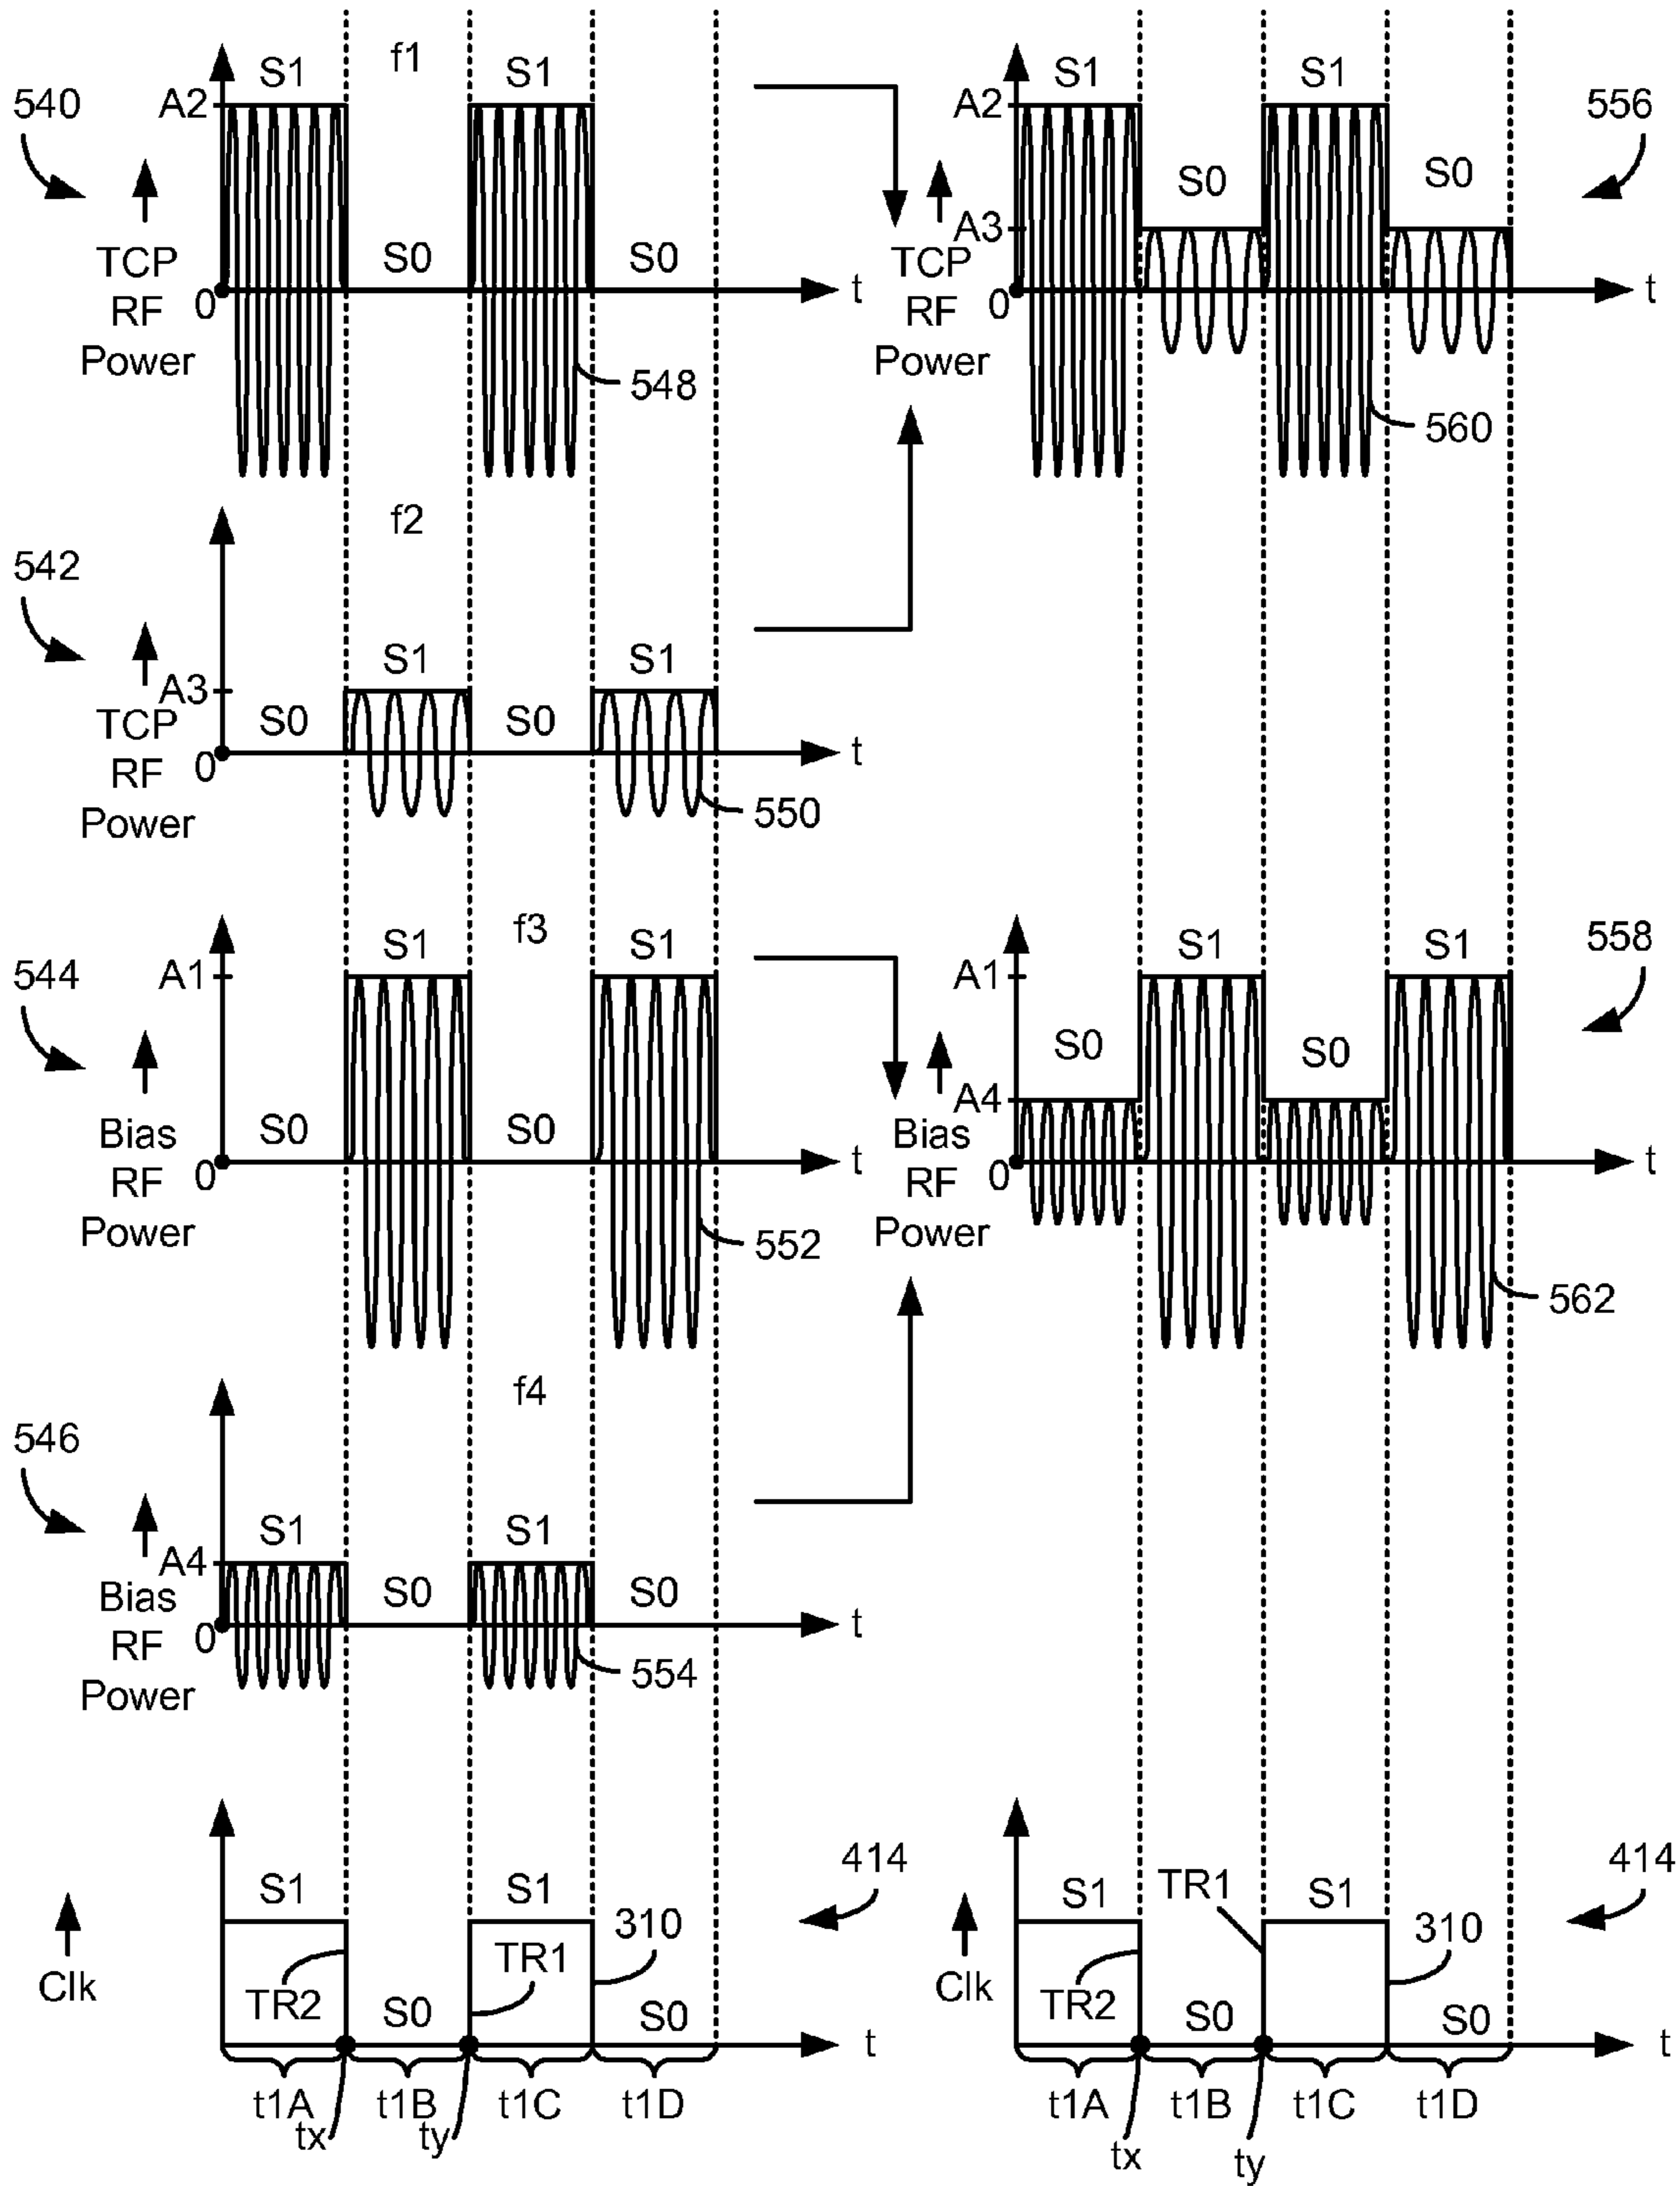 S1
f1
S1
S1
S1
540
A2
A2
556
S0
S0
S0
S0
A3
TCP
RF
Power
0
t
TCP
RF
Power
0
t
548
560
f2
542
S1
S1
A3
S0
S0
TCP
RF
Power
0
t
550
f3
S1
S1
S1
S1
544
A1
A1
558
S0
S0
S0
S0
A4
Bias
RF
Power
0
t
Bias
RF
Power
0
t
552
562
f4
546
S1
S1
A4
S0
S0
Bias
RF
Power
0
t
554
S1
S1
414
310
TR1
Clk
TR2
S0
S0
t
t1A
t1B
t1C
t1D
tx
ty
S1
TR1
S1
414
310
Clk
TR2
S0
S0
t
t1A
t1B
t1C
t1D
tx
ty